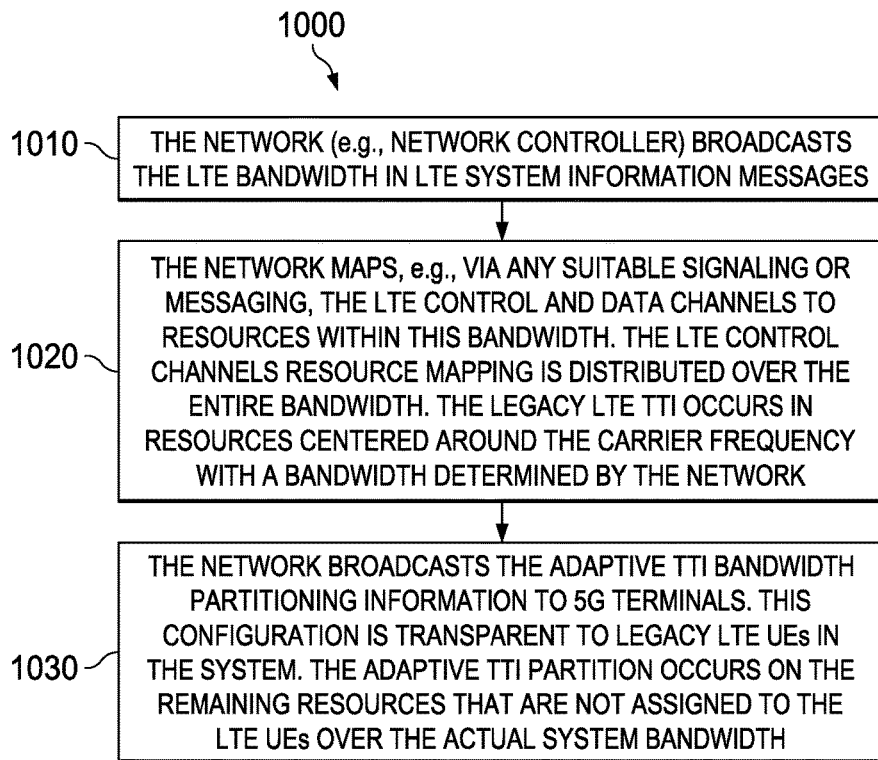 1000
1010
THE NETWORK (e.g., NETWORK CONTROLLER) BROADCASTS
THE LTE BANDWIDTH IN LTE SYSTEM INFORMATION MESSAGES
1020
THE NETWORK MAPS, e.g., VIA ANY SUITABLE SIGNALING OR
MESSAGING, THE LTE CONTROL AND DATA CHANNELS TO
RESOURCES WITHIN THIS BANDWIDTH. THE LTE CONTROL
CHANNELS RESOURCE MAPPING IS DISTRIBUTED OVER THE
ENTIRE BANDWIDTH. THE LEGACY LTE TTI OCCURS IN
RESOURCES CENTERED AROUND THE CARRIER FREQUENCY
WITH A BANDWIDTH DETERMINED BY THE NETWORK
1030
THE NETWORK BROADCASTS THE ADAPTIVE TTI BANDWIDTH
PARTITIONING INFORMATION TO 5G TERMINALS. THIS
CONFIGURATION IS TRANSPARENT TO LEGACY LTE UEs IN
THE SYSTEM. THE ADAPTIVE TTI PARTITION OCCURS ON THE
REMAINING RESOURCES THAT ARE NOT ASSIGNED TO THE
LTE UEs OVER THE ACTUAL SYSTEM BANDWIDTH